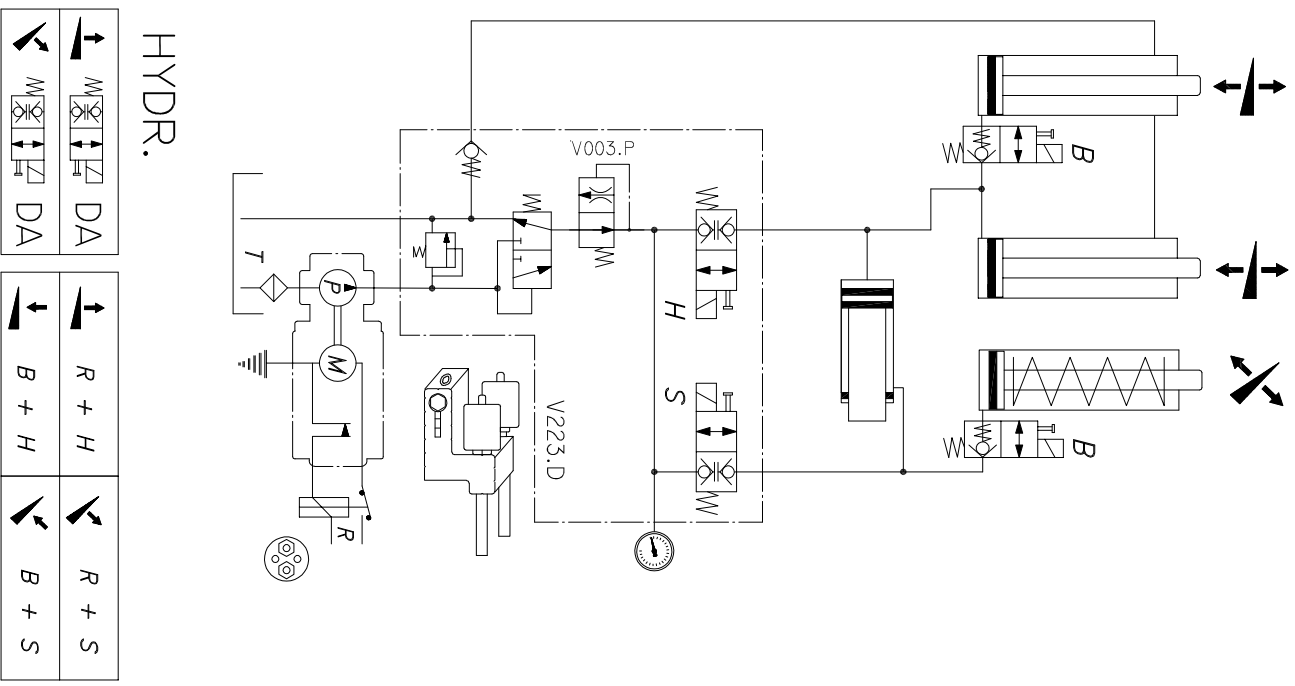 HYDR.
DA
DA
R + H
B + H
R + S
B + S
T
P
M
R
V003.P
H
S
V223.D
B
B